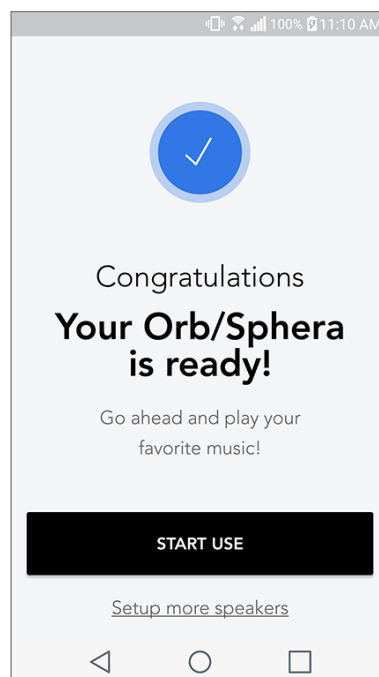 100% 11:10 AM
Congratulations
Your Orb/Sphera
is ready!
Go ahead and play your
favorite music!
START USE
Setup more speakers